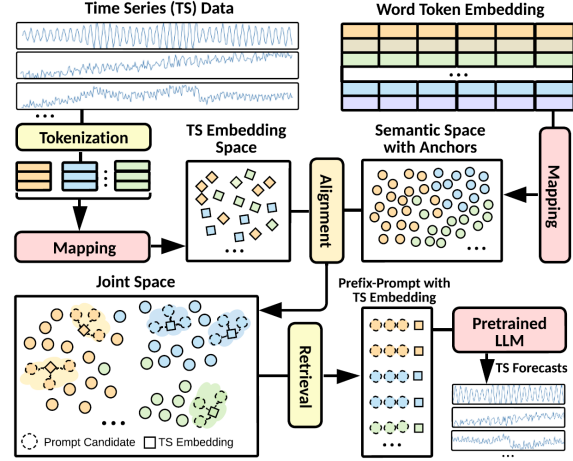 Time Series (TS) Data
Word Token Embedding
...
...
Tokenization
TS Embedding
Space
Semantic Space
with Anchors
Mapping
Alignment
Mapping
...
...
Joint Space
Prefix-Prompt with
TS Embedding
Retrieval
Pretrained
LLM
TS Forecasts
...
Prompt Candidate
TS Embedding
...
...